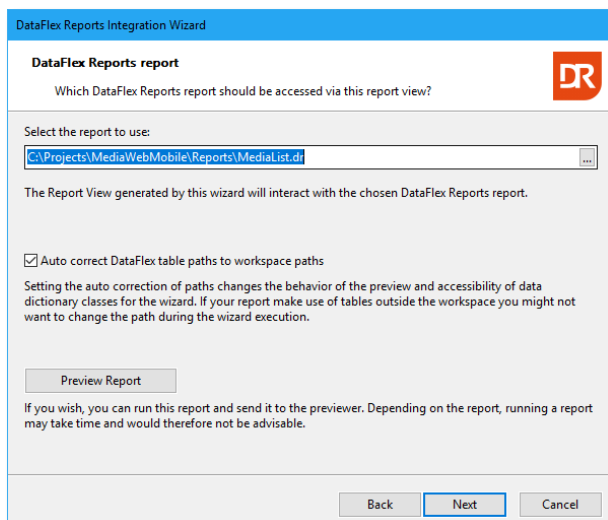 DataFlex Reports Integration Wizard
DataFlex Reports report
Which DataFlex Reports report should be accessed via this report view?
DR
Select the report to use:
C:\Projects\MediaWebMobile\Reports\MediaList.dr
...
The Report View generated by this wizard will interact with the chosen DataFlex Reports report.
Auto correct DataFlex table paths to workspace paths
Setting the auto correction of paths changes the behavior of the preview and accessibility of data
dictionary classes for the wizard. If your report make use of tables outside the workspace you might not
want to change the path during the wizard execution.
Preview Report
If you wish, you can run this report and send it to the previewer. Depending on the report, running a report
may take time and would therefore not be advisable.
Back Next Cancel